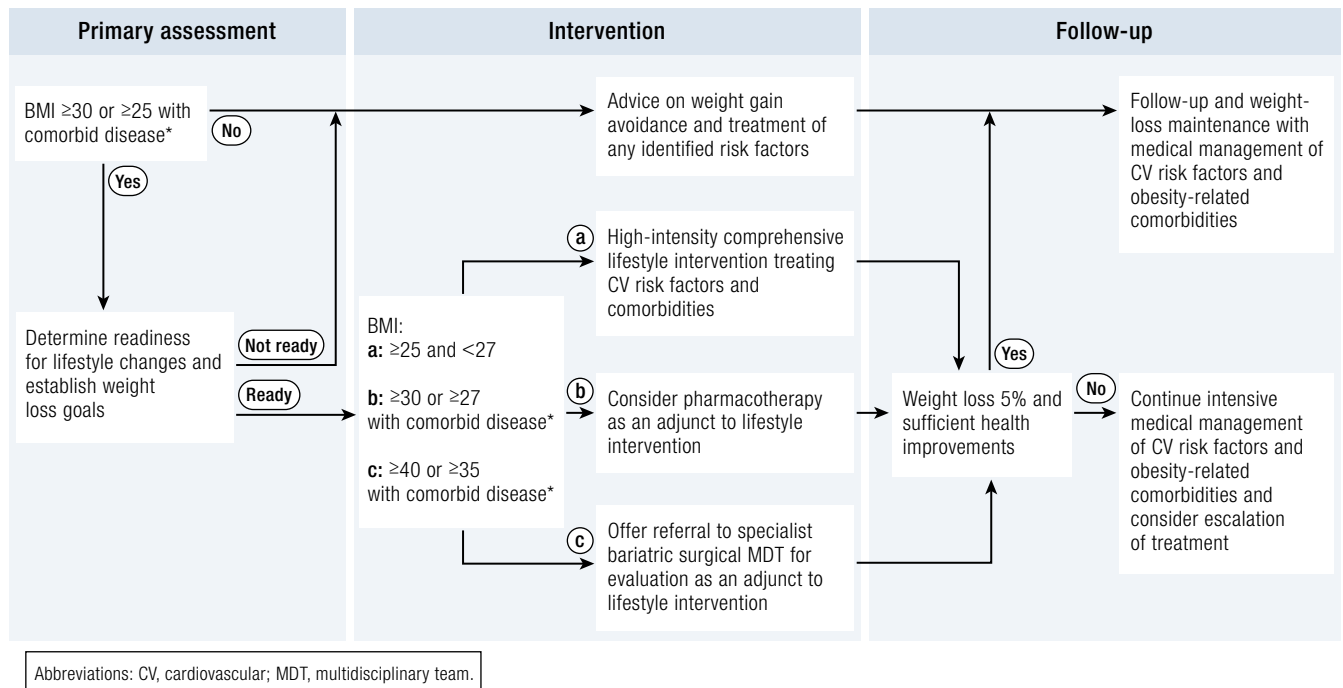 Primary assessment
Intervention
Follow-up
BMI ≥30 or ≥25 with
comorbid disease*
No
Yes
Determine readiness
for lifestyle changes and
establish weight
loss goals
Not ready
Ready
BMI:
a: ≥25 and <27
b: ≥30 or ≥27
with comorbid disease*
c: ≥40 or ≥35
with comorbid disease*
Advice on weight gain
avoidance and treatment of
any identified risk factors
a
High-intensity comprehensive
lifestyle intervention treating
CV risk factors and
comorbidities
b
Consider pharmacotherapy
as an adjunct to lifestyle
intervention
c
Offer referral to specialist
bariatric surgical MDT for
evaluation as an adjunct to
lifestyle intervention
Follow-up and weight-
loss maintenance with
medical management of
CV risk factors and
obesity-related
comorbidities
Yes
Weight loss 5% and
sufficient health
improvements
No
Continue intensive
medical management
of CV risk factors and
obesity-related
comorbidities and
consider escalation
of treatment
Abbreviations: CV, cardiovascular; MDT, multidisciplinary team.